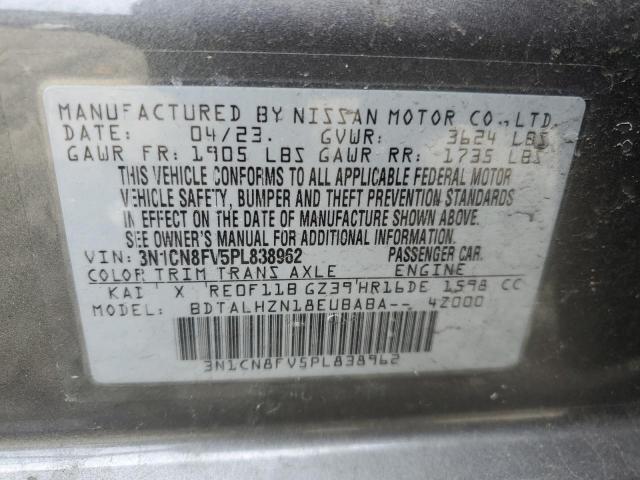 MANUFACTURED BY NISSAN MOTOR CO., LTD.
DATE: 04/23. GVWR: 3624 LBS
GAWR FR: 1905 LBS GAWR RR: 1735 LBS
THIS VEHICLE CONFORMS TO ALL APPLICABLE FEDERAL MOTOR
VEHICLE SAFETY, BUMPER AND THEFT PREVENTION STANDARDS
IN EFFECT ON THE DATE OF MANUFACTURE SHOWN ABOVE.
SEE OWNER'S MANUAL FOR ADDITIONAL INFORMATION.
VIN: 3N1CN8FV5PL838962 PASSENGER CAR.
COLOR TRIM TRANS AXLE ENGINE
KAI X RE0F11B GZ39 HR16DE 1598 CC
MODEL: BDTALHZN18EUBABA-- 4Z000
3N1CN8FV5PL838962